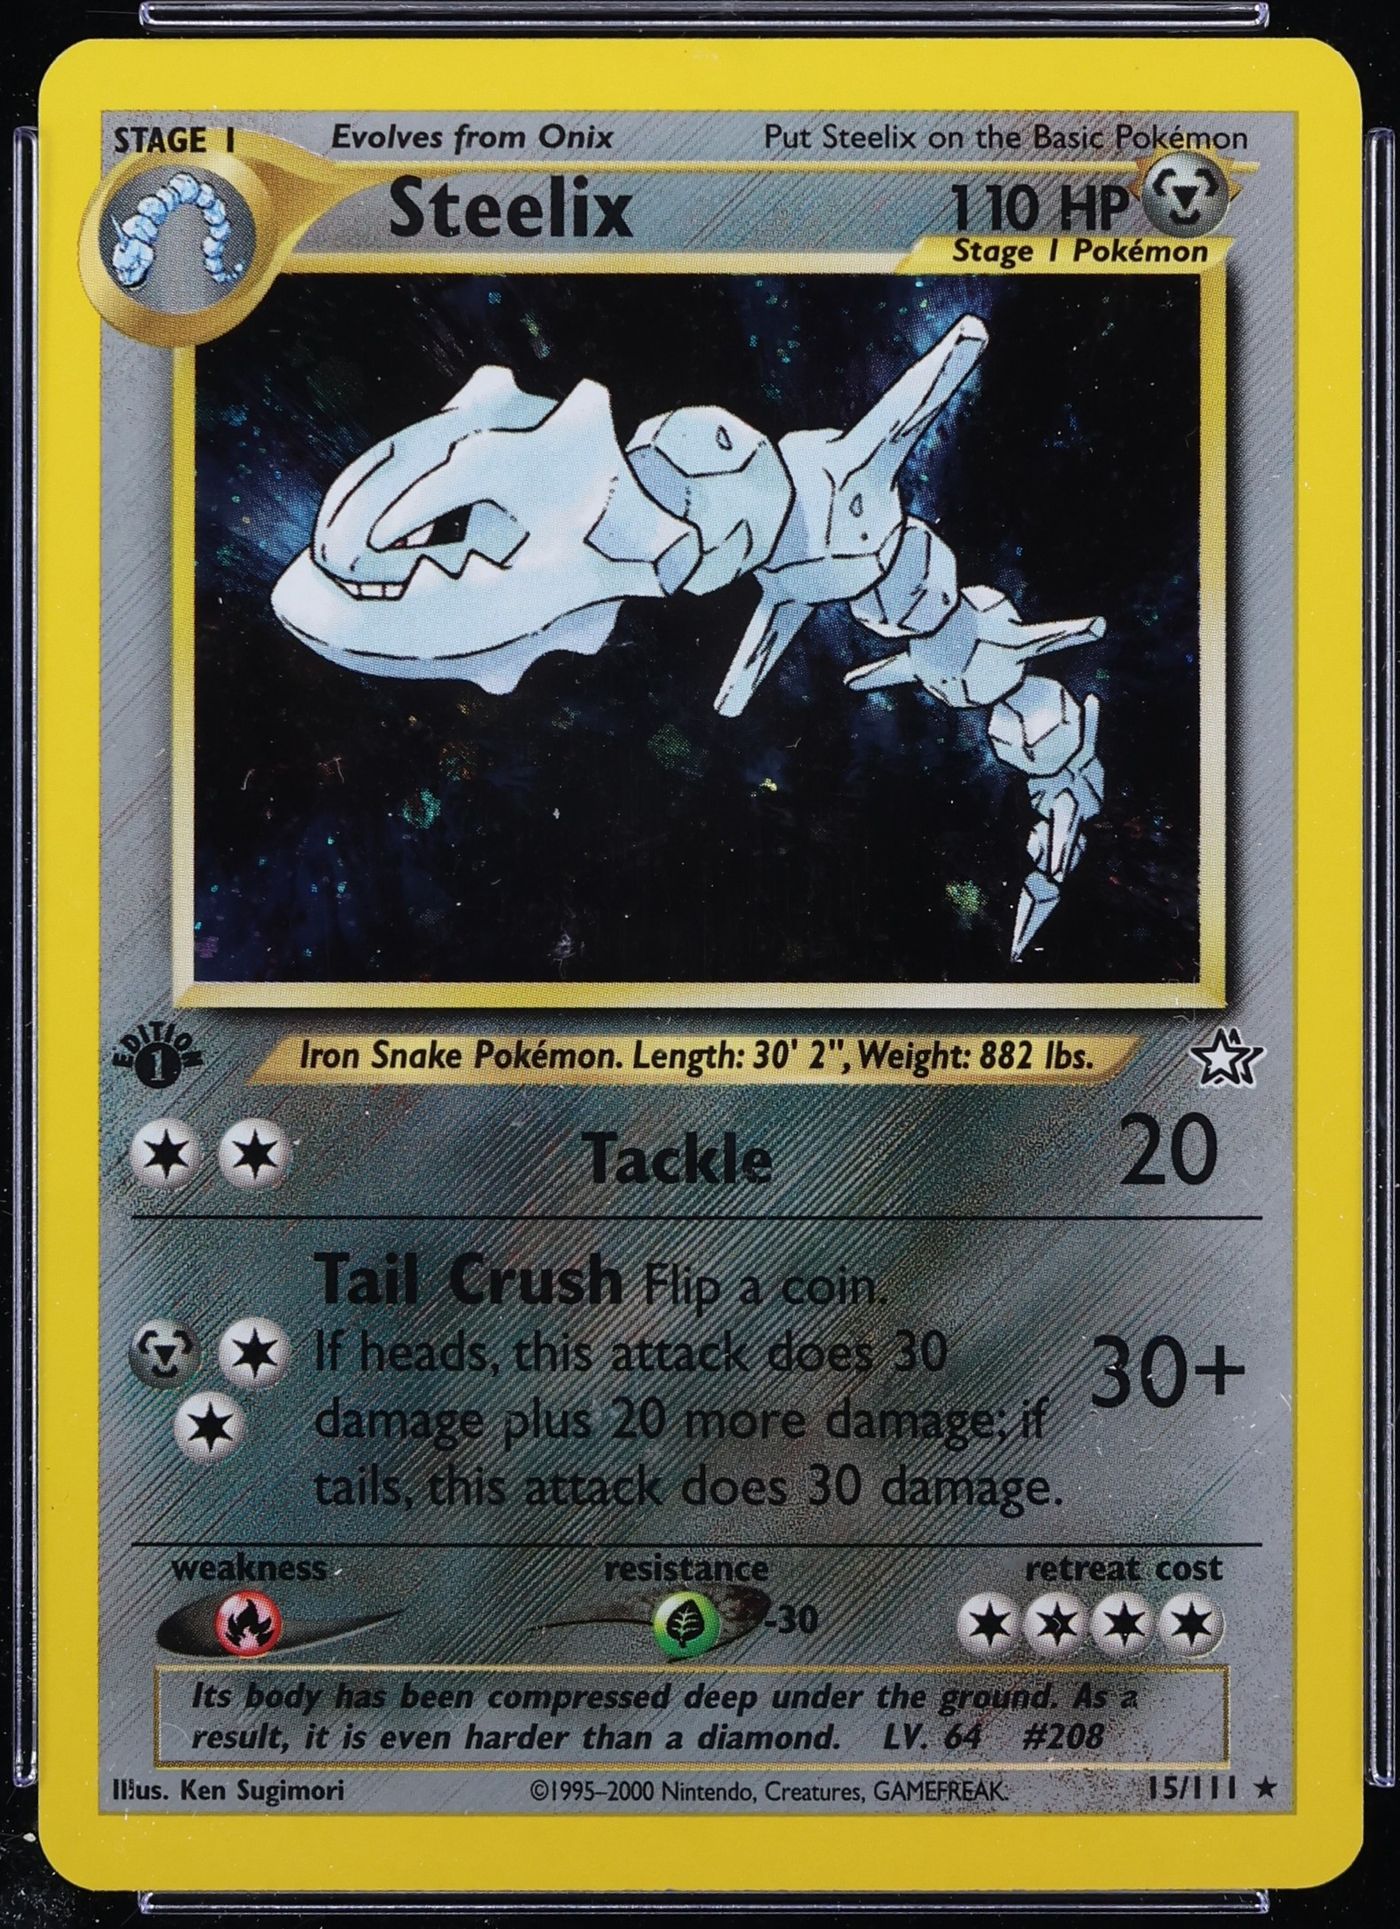 STAGE 1
Evolves from Onix
Put Steelix on the Basic Pokémon
Steelix
110 HP
Stage 1 Pokémon
EDITION
1
Iron Snake Pokémon. Length: 30' 2", Weight: 882 lbs.
Tackle
20
Tail Crush Flip a coin.
If heads, this attack does 30
damage plus 20 more damage; if
tails, this attack does 30 damage.
30+
weakness
resistance
retreat cost
-30
Its body has been compressed deep under the ground. As a
result, it is even harder than a diamond. LV. 64 #208
Illus. Ken Sugimori
©1995–2000 Nintendo, Creatures, GAMEFREAK.
15/111 ★